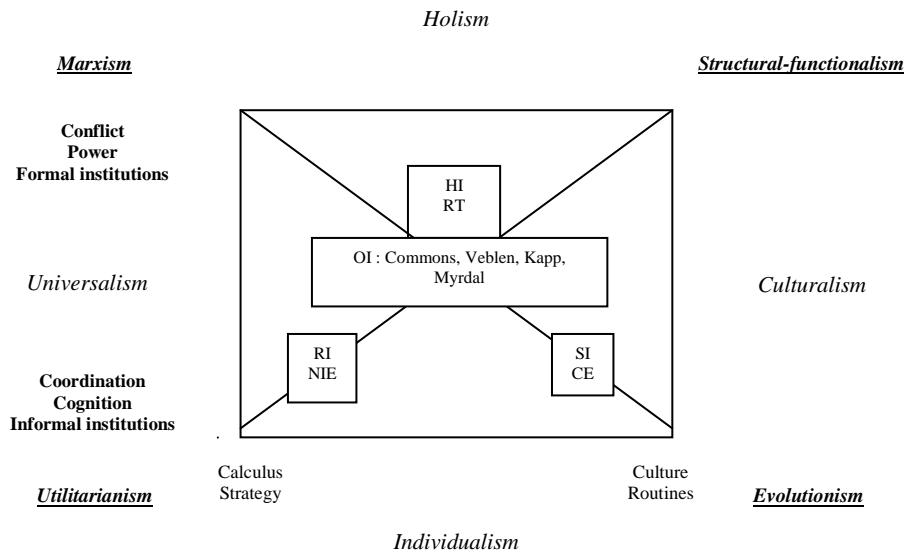 Holism
Marxism
Structural-functionalism
Conflict
Power
Formal institutions
HI
RT
OI : Commons, Veblen, Kapp,
Myrdal
Universalism
Culturalism
RI
NIE
SI
CE
Coordination
Cognition
Informal institutions
Calculus
Strategy
Culture
Routines
Utilitarianism
Evolutionism
Individualism